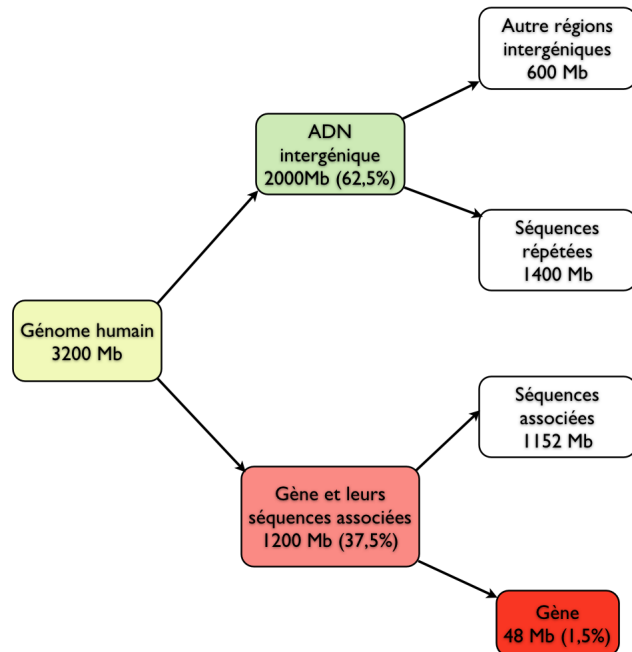 Autre régions
intergéniques
600 Mb
ADN
intergénique
2000Mb (62,5%)
Séquences
répétées
1400 Mb
Génome humain
3200 Mb
Séquences
associées
1152 Mb
Gène et leurs
séquences associées
1200 Mb (37,5%)
Gène
48 Mb (1,5%)